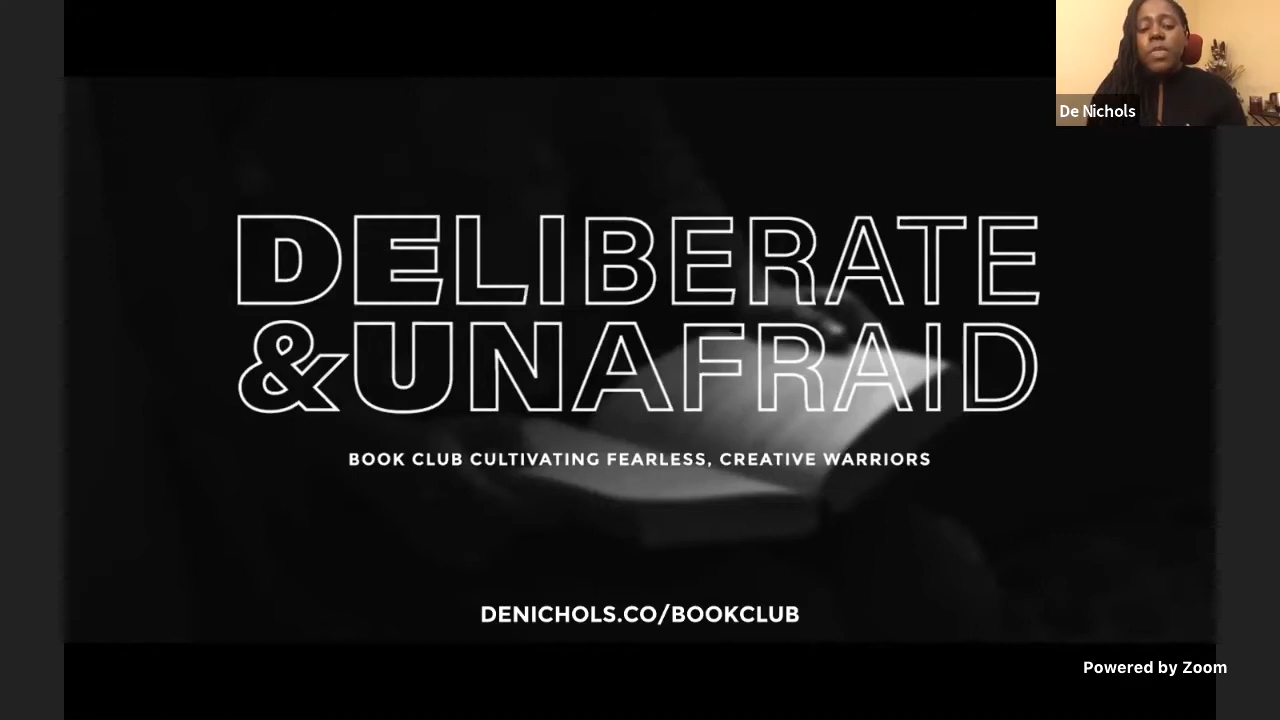 De Nichols
DELIBERATE
&UNAFRAID
BOOK CLUB CULTIVATING FEARLESS, CREATIVE WARRIORS
DENICHOLS.CO/BOOKCLUB
Powered by Zoom